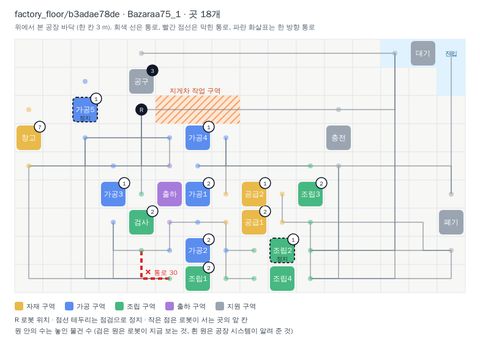 factory_floor/b3adae78de · Bazaraa75_1 · 곳 18개
위에서 본 공장 바닥 (한 칸 3 m). 회색 선은 통로, 빨간 점선은 막힌 통로, 파란 화살표는 한 방향 통로
대기
진입
공구
3
지게차 작업 구역
R
가공5
정지
1
창고
7
가공4
1
충전
가공3
1
출하
가공1
1
공급2
2
조립3
1
검사
2
공급1
2
폐기
가공2
2
조립2
정지
1
✕ 통로 30
조립1
2
조립4
자재 구역
가공 구역
조립 구역
출하 구역
지원 구역
R 로봇 위치 · 점선 테두리는 점검으로 정지 · 작은 점은 로봇이 서는 곳의 앞 칸
원 안의 수는 놓인 물건 수 (검은 원은 로봇이 지금 보는 것, 흰 원은 공장 시스템이 알려 준 것)